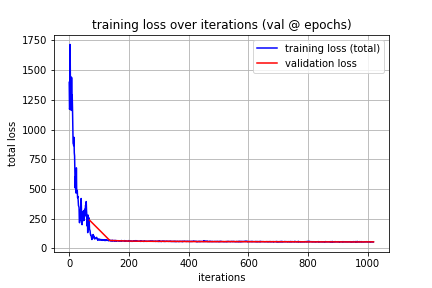 training loss over iterations (val @ epochs)
training loss (total)
validation loss
total loss
1750
1500
1250
1000
750
500
250
0
0 200 400 600 800 1000
iterations